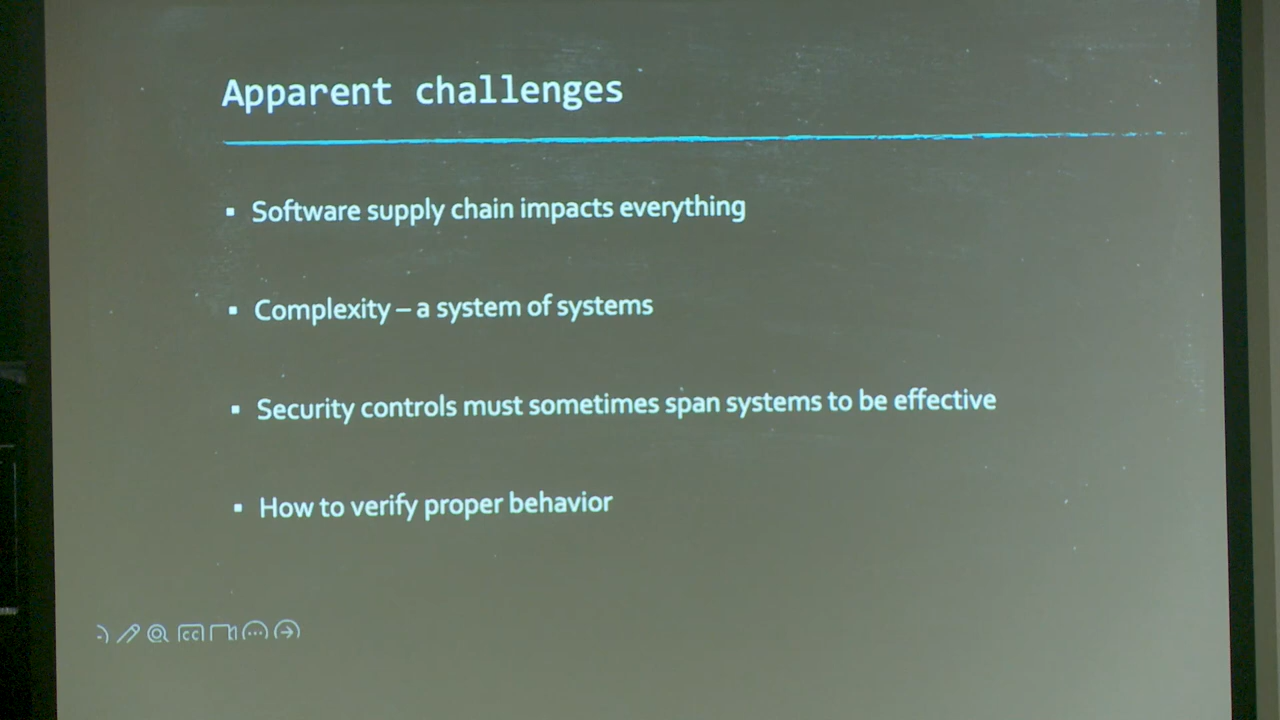 Apparent challenges
Software supply chain impacts everything
Complexity – a system of systems
Security controls must sometimes span systems to be effective
How to verify proper behavior
CC